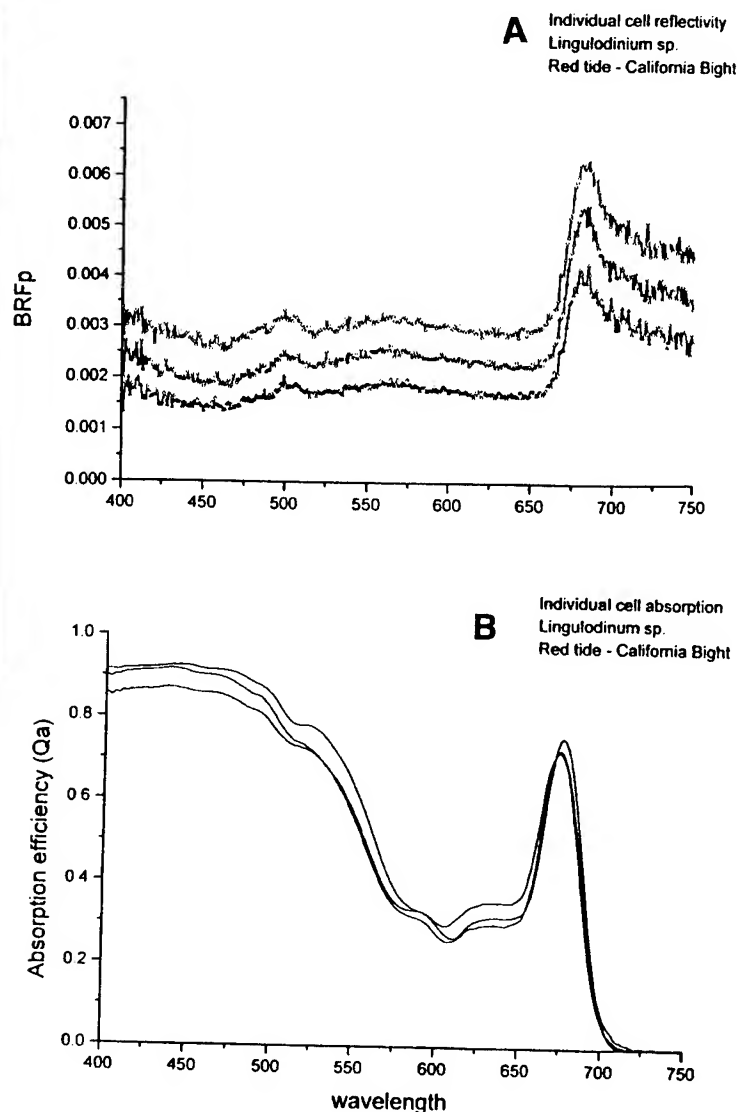 A
Individual cell reflectivity
Lingulodinium sp.
Red tide - California Bight
0.007
0.006
0.005
0.004
0.003
0.002
0.001
0.000
BRFp
400 450 500 550 600 650 700 750
B
Individual cell absorption
Lingulodinum sp.
Red tide - California Bight
1.0
0.8
0 6
0 4
0.2
0.0
Absorption efficiency (Qa)
400 450 500 550 600 650 700 750
wavelength